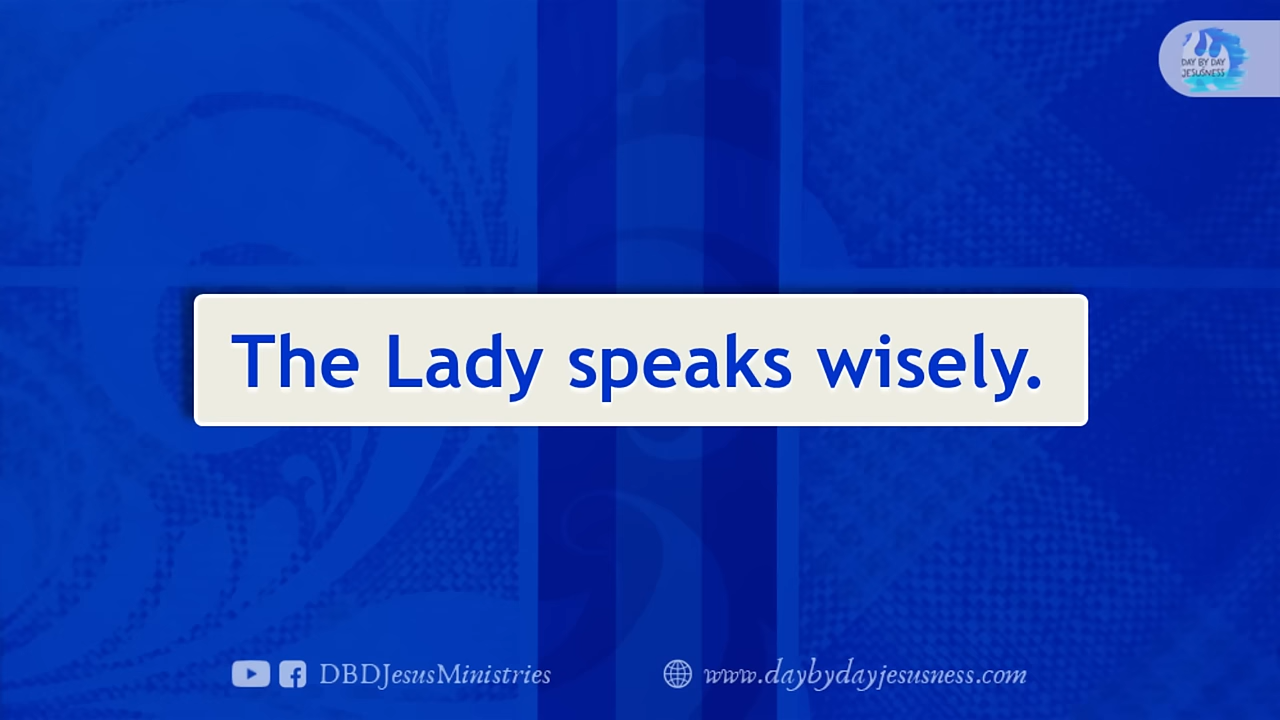 DAY BY DAY
JESUSNESS
The Lady speaks wisely.
DBDJesusMinistries
www.daybydayjesusness.com